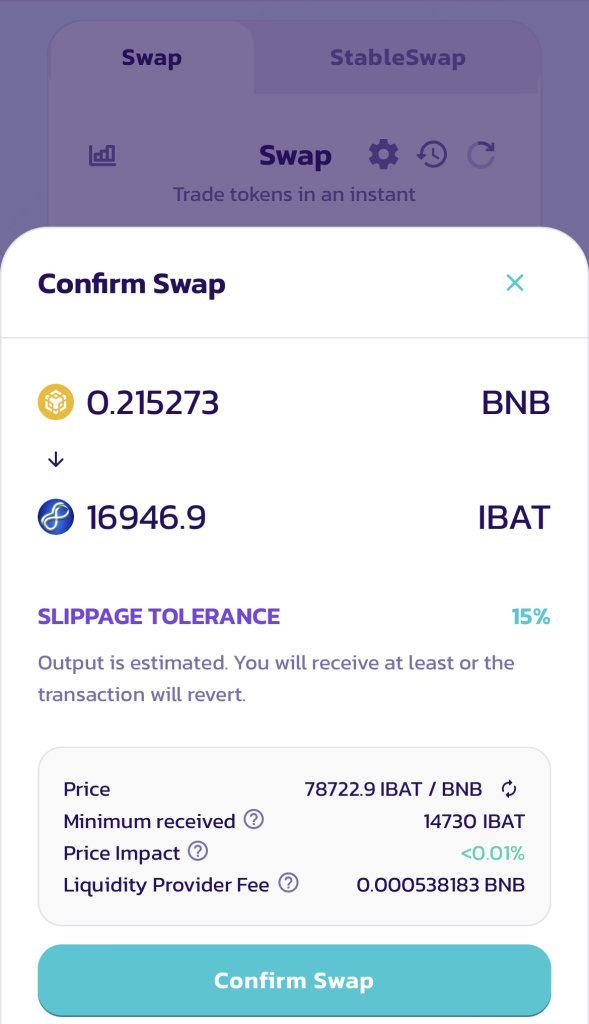 Swap
StableSwap
Swap
Trade tokens in an instant
Confirm Swap
0.215273 BNB
16946.9 IBAT
SLIPPAGE TOLERANCE 15%
Output is estimated. You will receive at least or the
transaction will revert.
Price 78722.9 IBAT / BNB
Minimum received ? 14730 IBAT
Price Impact ? <0.01%
Liquidity Provider Fee ? 0.000538183 BNB
Confirm Swap